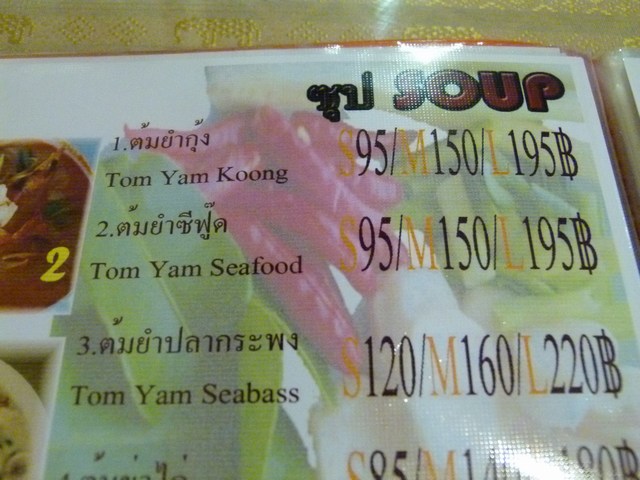 ซุป SOUP
1.ต้มยำกุ้ง S95/M150/L195฿
Tom Yam Koong
2.ต้มยำซีฟู๊ด S95/M150/L195฿
Tom Yam Seafood
2
3.ต้มยำปลากระพง S120/M160/L220฿
Tom Yam Seabass